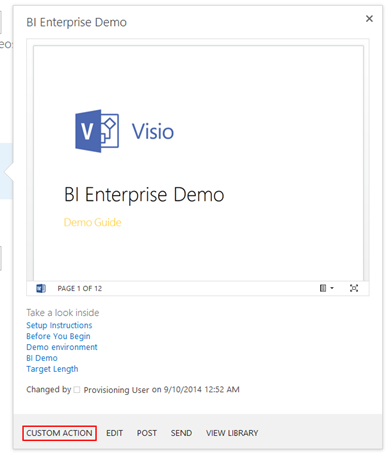 BI Enterprise Demo
eos
V Visio
BI Enterprise Demo
Demo Guide
PAGE 1 OF 12
Take a look inside
Setup Instructions
Before You Begin
Demo environment
BI Demo
Target Length
Changed by Provisioning User on 9/10/2014 12:52 AM
CUSTOM ACTION EDIT POST SEND VIEW LIBRARY